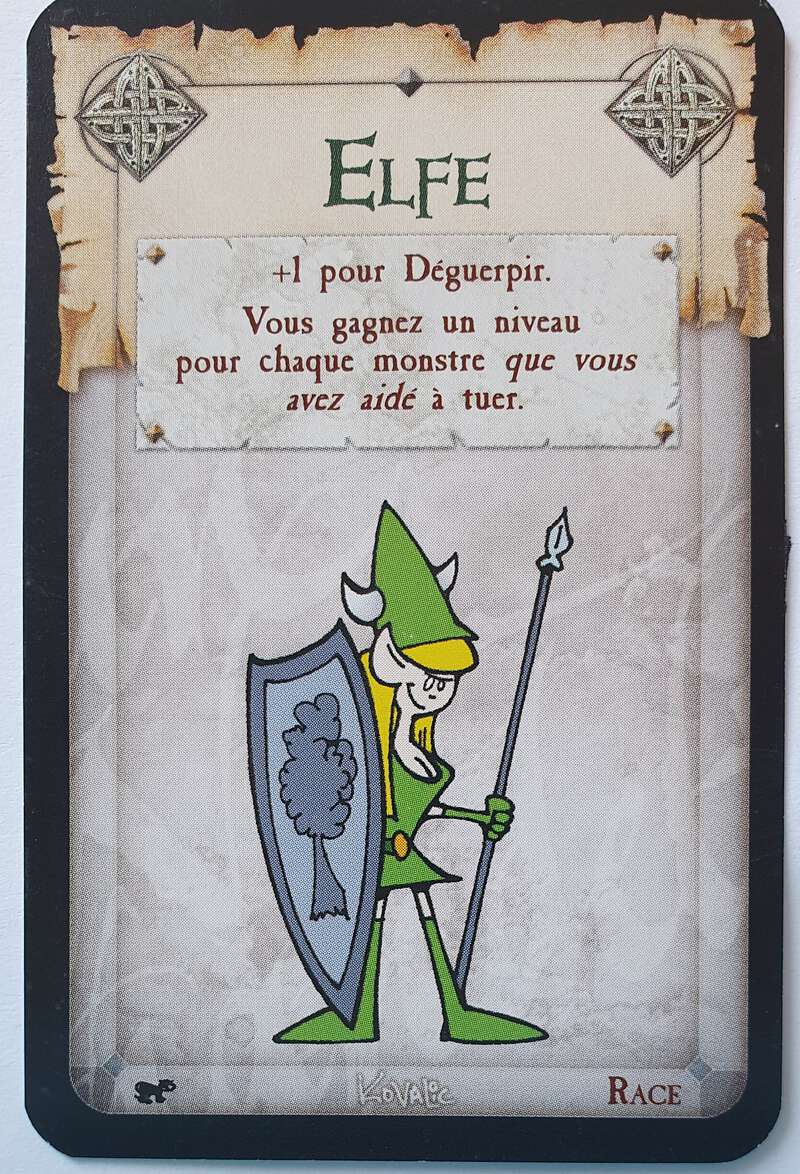 ELFE
+1 pour Déguerpir.
Vous gagnez un niveau
pour chaque monstre que vous
avez aidé à tuer.
KOVALIC
RACE